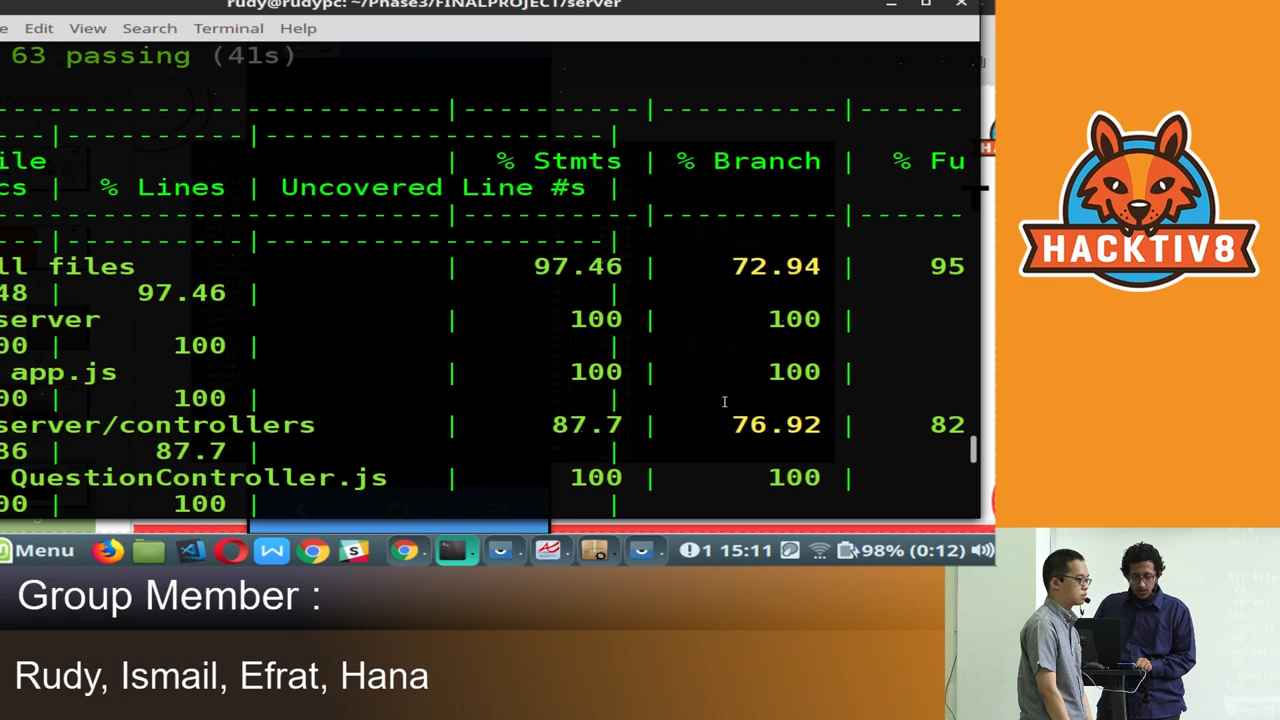 rudy@rudypc: ~/Phase3/FINALPROJECT/server
e Edit View Search Terminal Help
63 passing (41s)
-----------------------|----------|----------|------
---|----------|-------------------|
ile | % Stmts | % Branch | % Fu
cs | % Lines | Uncovered Line #s |
-----------------------|----------|----------|------
---|----------|-------------------|
ll files | 97.46 | 72.94 | 95
48 | 97.46 | |
server | 100 | 100 |
00 | 100 | |
app.js | 100 | 100 |
00 | 100 | |
server/controllers | 87.7 | 76.92 | 82
86 | 87.7 | |
QuestionController.js | 100 | 100 |
00 | 100 | |
Menu 1 15:11 98% (0:12)
HACKTIV8
Group Member :
Rudy, Ismail, Efrat, Hana